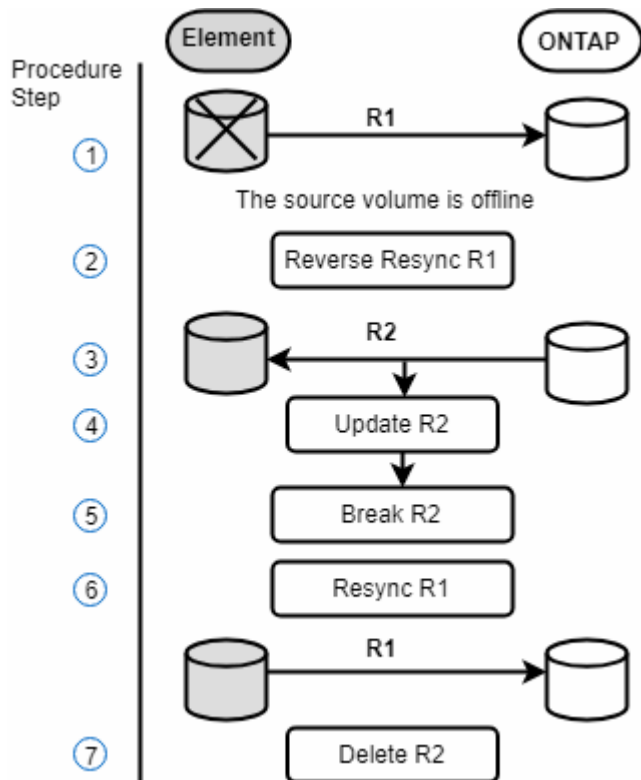 Element
ONTAP
Procedure
Step
R1
1
The source volume is offline
2
Reverse Resync R1
R2
3
4
Update R2
5
Break R2
6
Resync R1
R1
7
Delete R2